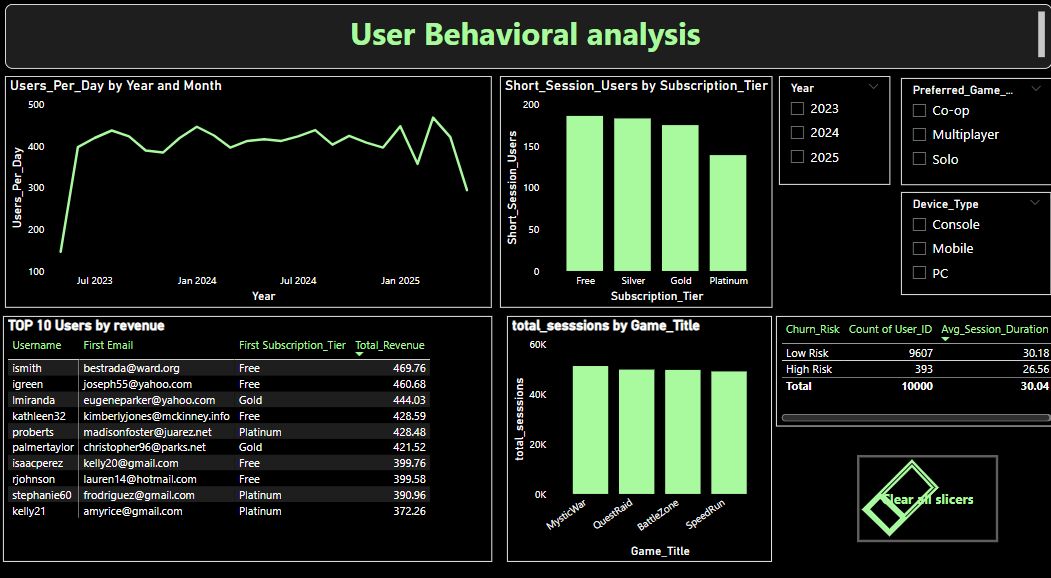 User Behavioral analysis
Users_Per_Day by Year and Month
Users_Per_Day
500
400
300
200
100
Jul 2023
Jan 2024
Jul 2024
Jan 2025
Year
Short_Session_Users by Subscription_Tier
Short_Session_Users
200
150
100
50
0
Free
Silver
Gold
Platinum
Subscription_Tier
Year
2023
2024
2025
Preferred_Game_...
Co-op
Multiplayer
Solo
Device_Type
Console
Mobile
PC
TOP 10 Users by revenue
Username First Email First Subscription_Tier Total_Revenue
ismith bestrada@ward.org Free 469.76
igreen joseph55@yahoo.com Free 460.68
lmiranda eugeneparker@yahoo.com Gold 444.03
kathleen32 kimberlyjones@mckinney.info Free 428.59
proberts madisonfoster@juarez.net Platinum 428.48
palmertaylor christopher96@parks.net Gold 421.52
isaacperez kelly20@gmail.com Free 399.76
rjohnson lauren14@hotmail.com Free 399.58
stephanie60 frodriguez@gmail.com Platinum 390.96
kelly21 amyrice@gmail.com Platinum 372.26
total_sesssions by Game_Title
total_sesssions
60K
40K
20K
0K
MysticWar
QuestRaid
BattleZone
SpeedRun
Game_Title
Churn_Risk Count of User_ID Avg_Session_Duration
Low Risk 9607 30.18
High Risk 393 26.56
Total 10000 30.04
Clear all slicers